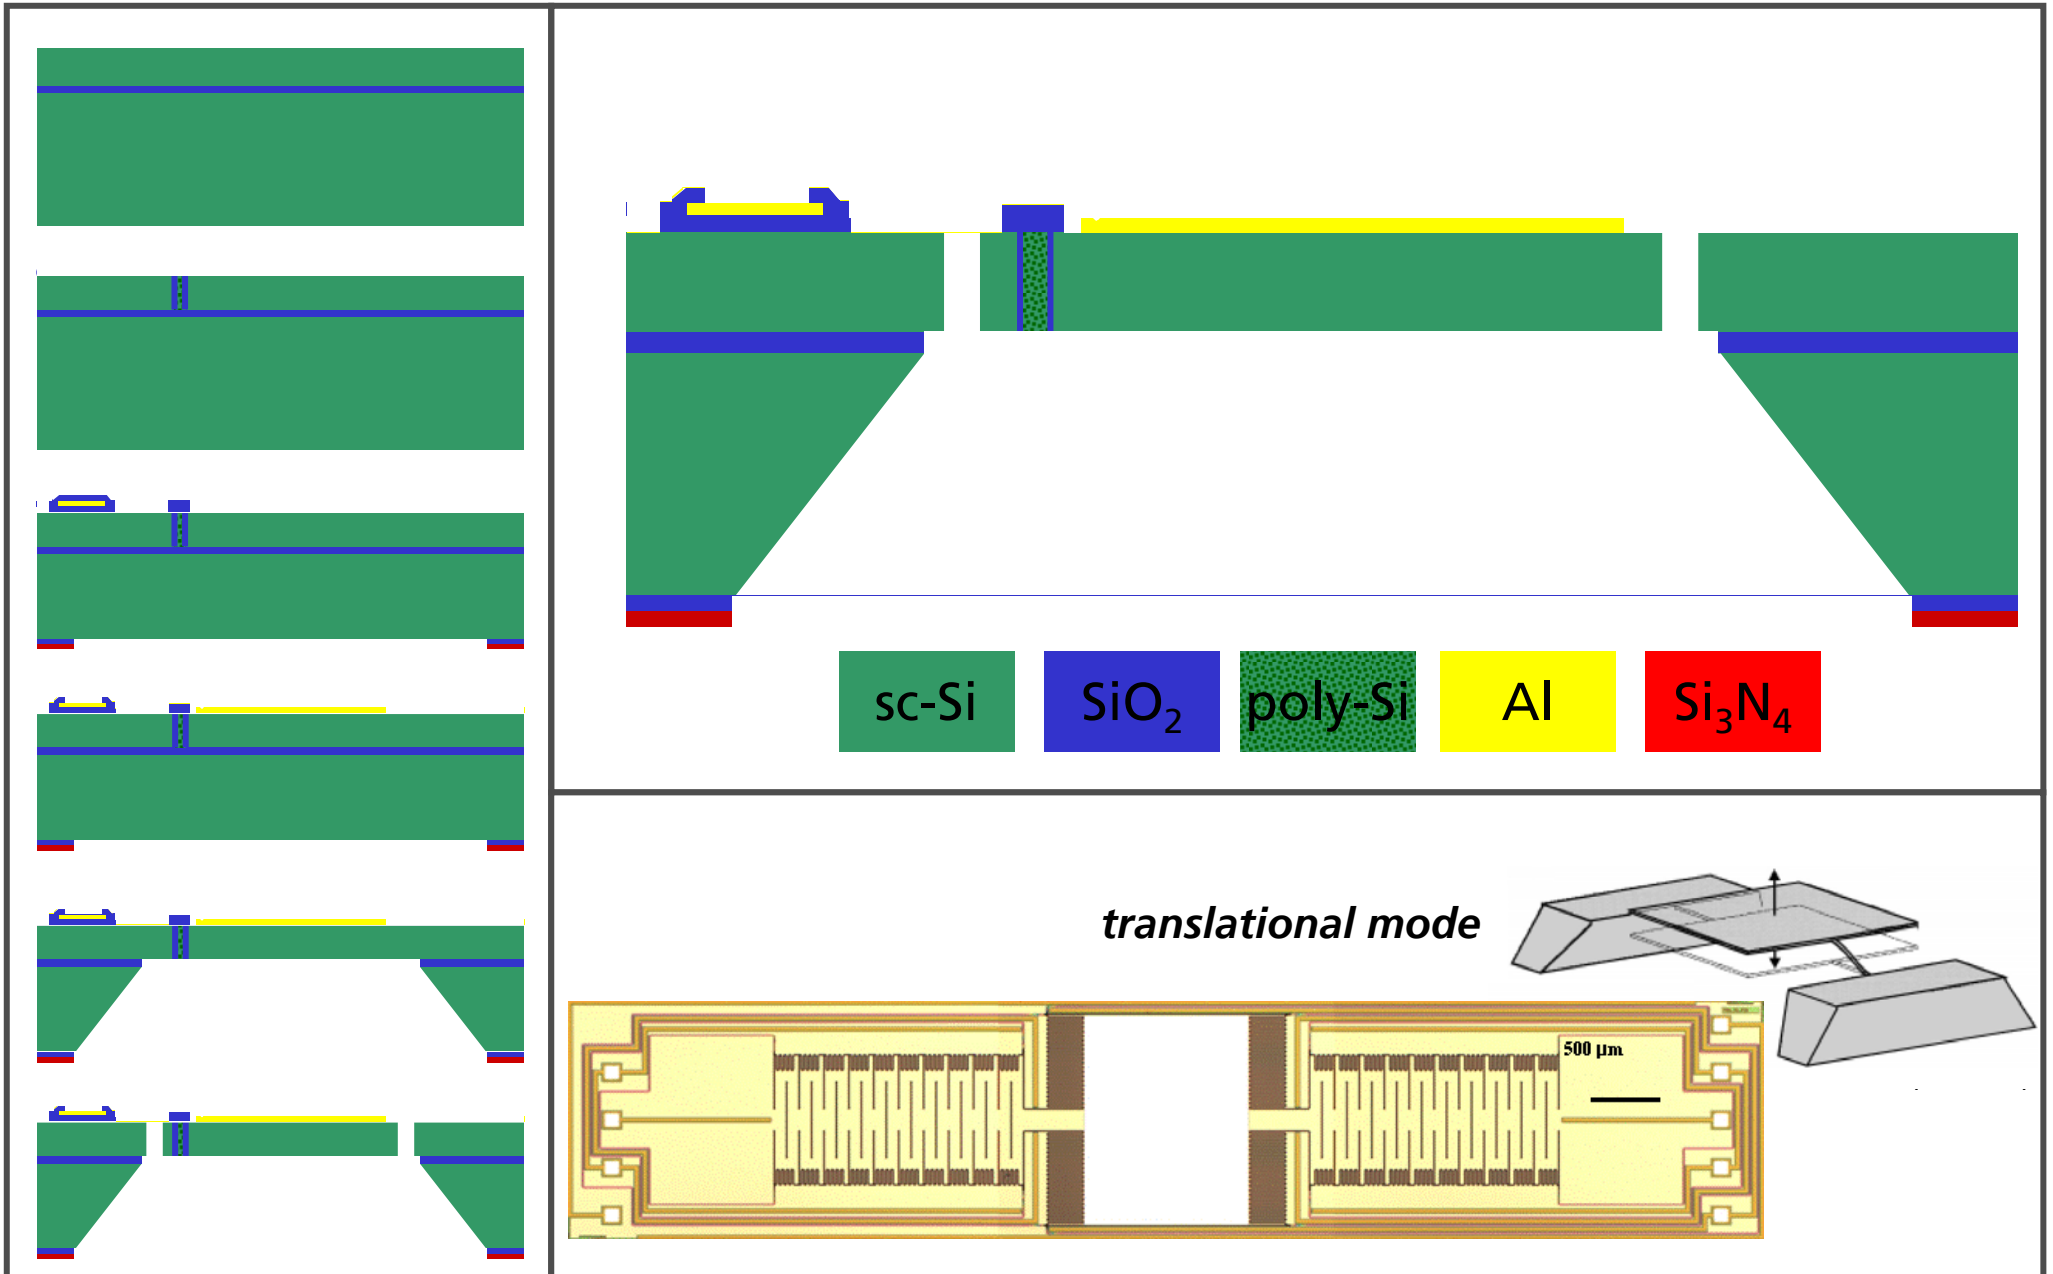 sc-Si
SiO₂
poly-Si
Al
Si₃N₄
translational mode
500 µm